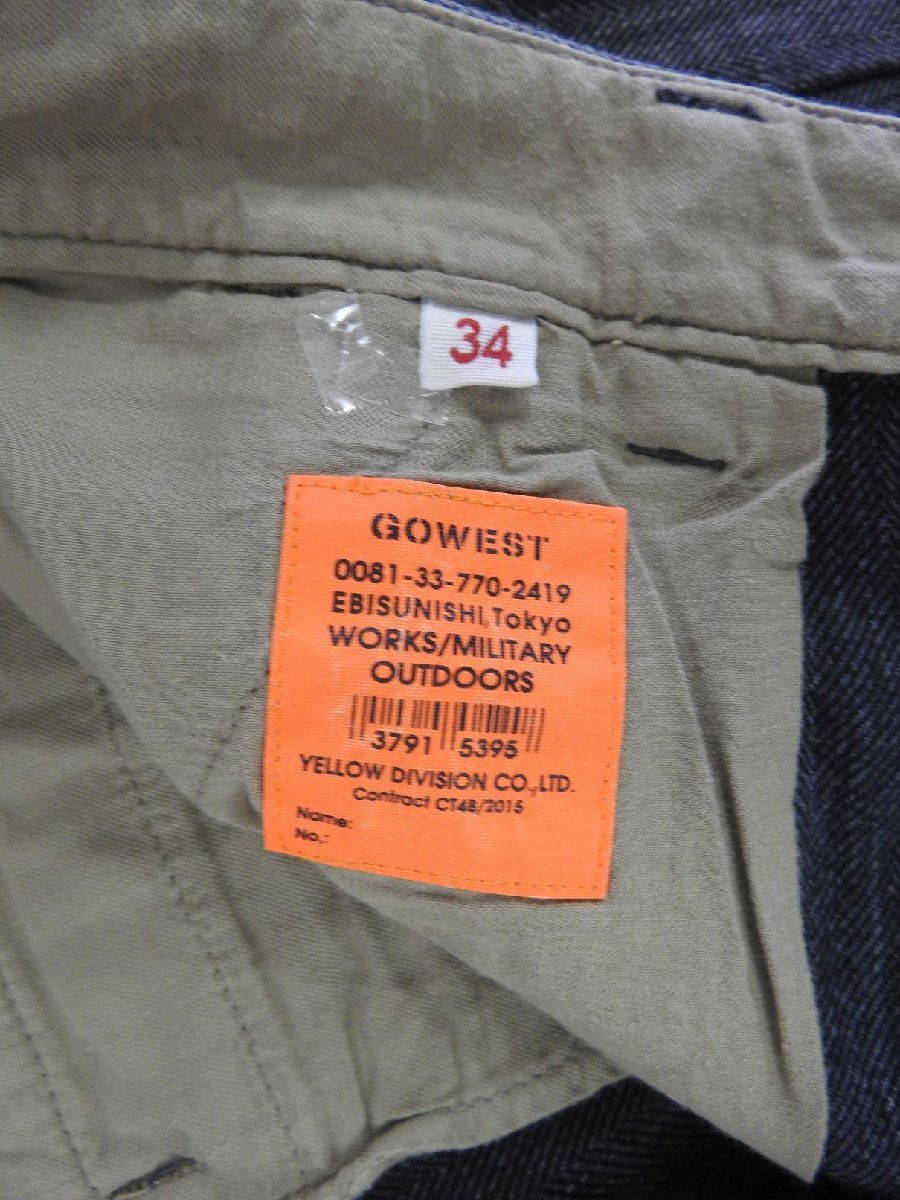 34
GOWEST
0081-33-770-2419
EBISUNISHI,Tokyo
WORKS/MILITARY
OUTDOORS
3791 5395
YELLOW DIVISION CO.,LTD.
Contract CT48/2015
Name:
No,: